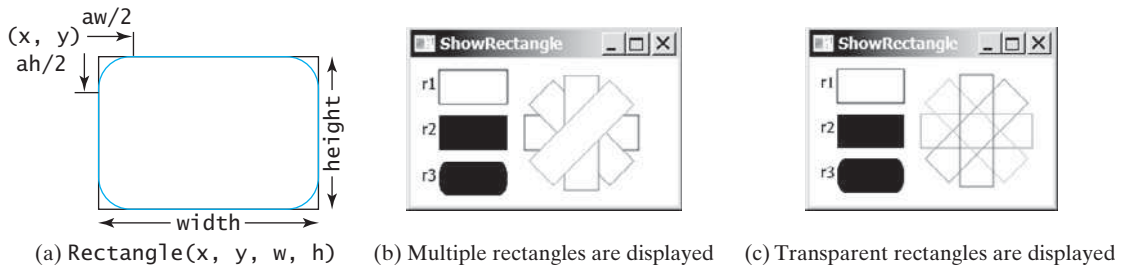 aw/2
(x, y)
ah/2
height
width
(a) Rectangle(x, y, w, h)
ShowRectangle
r1
r2
r3
(b) Multiple rectangles are displayed
ShowRectangle
r1
r2
r3
(c) Transparent rectangles are displayed